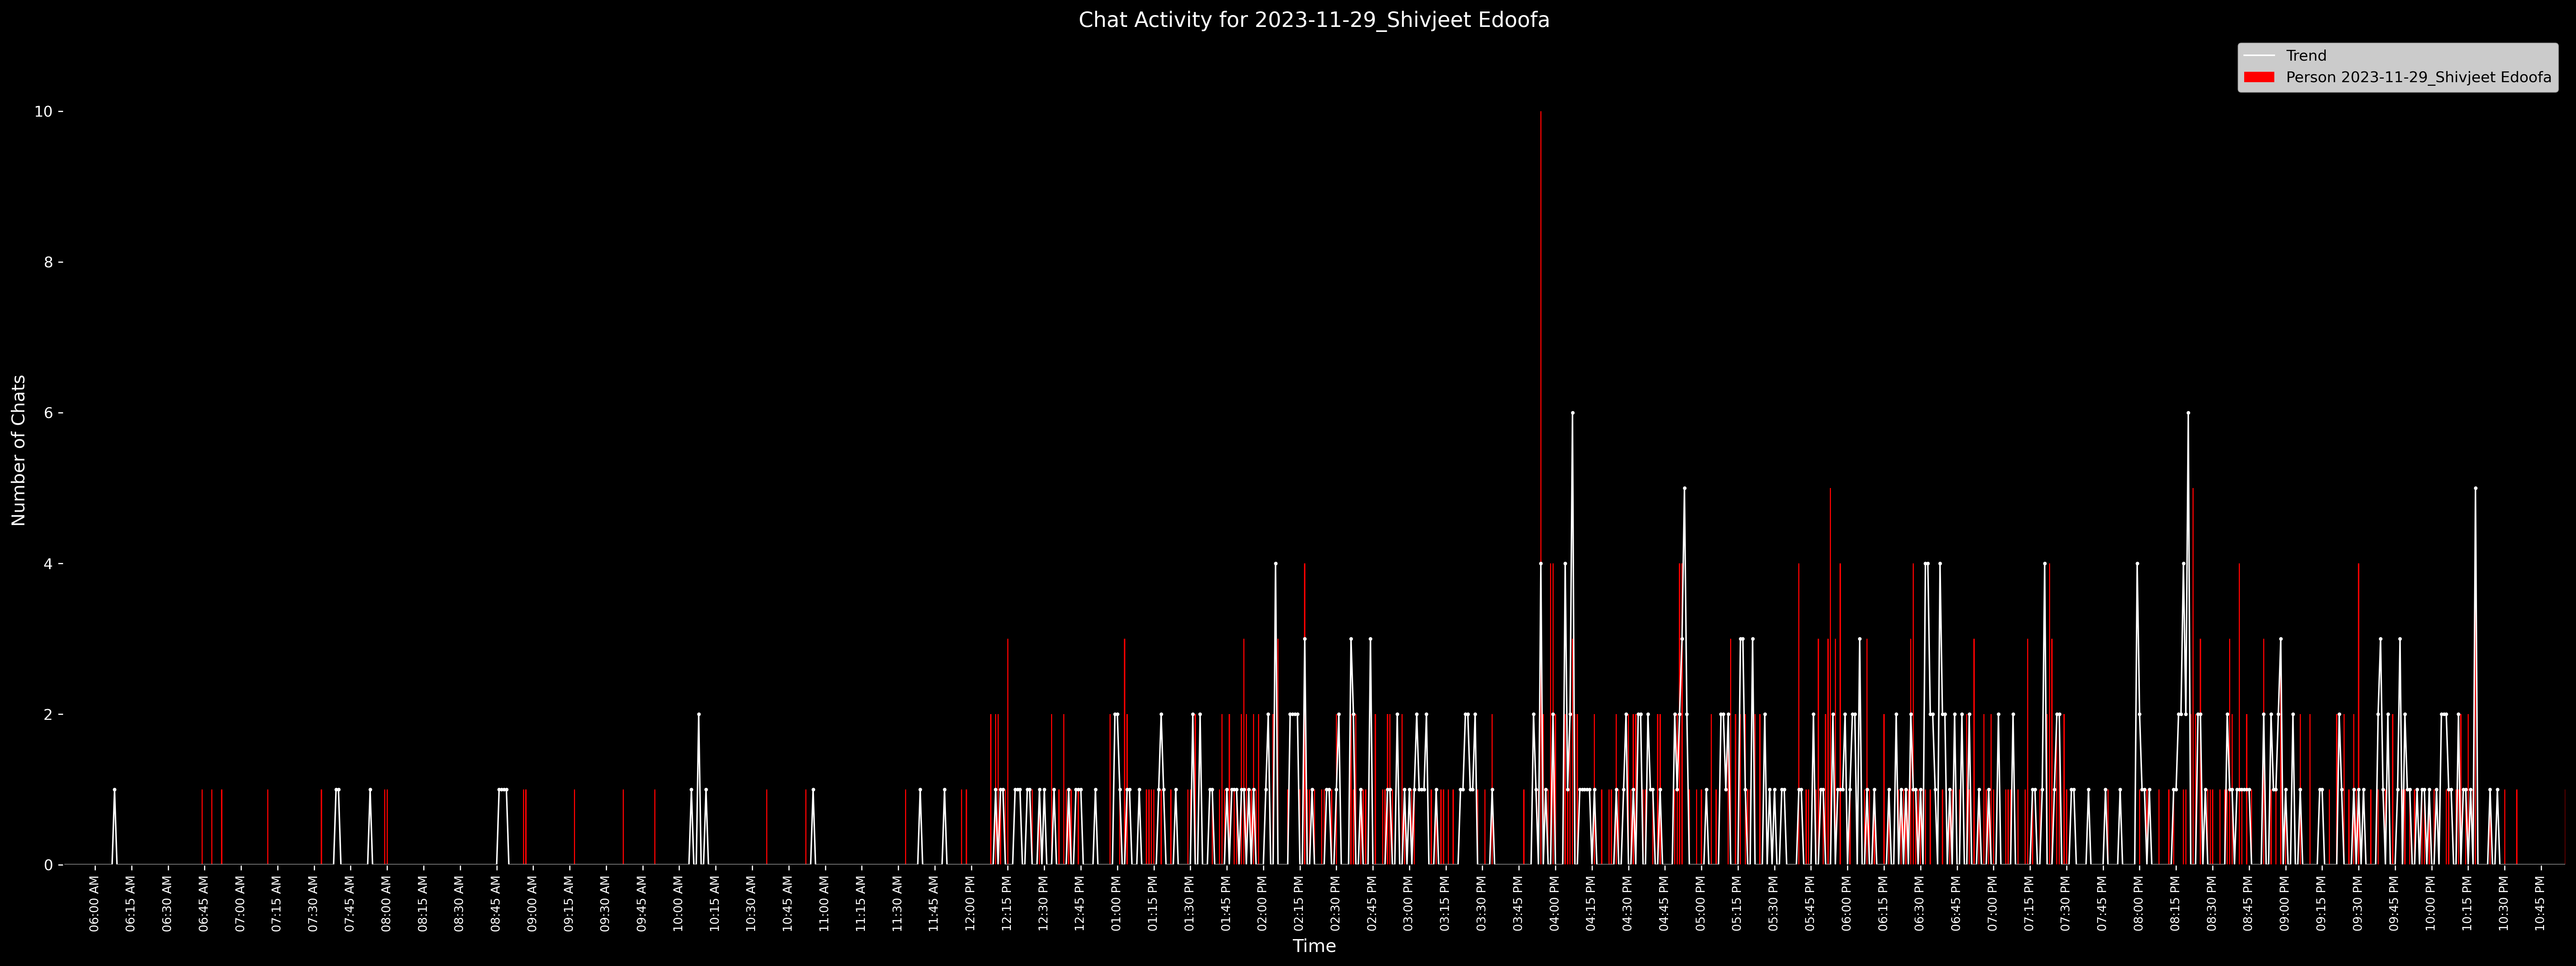 Chat Activity for 2023-11-29_Shivjeet Edoofa
Trend
Person 2023-11-29_Shivjeet Edoofa
Number of Chats
10
8
6
4
2
0
06:00 AM
06:15 AM
06:30 AM
06:45 AM
07:00 AM
07:15 AM
07:30 AM
07:45 AM
08:00 AM
08:15 AM
08:30 AM
08:45 AM
09:00 AM
09:15 AM
09:30 AM
09:45 AM
10:00 AM
10:15 AM
10:30 AM
10:45 AM
11:00 AM
11:15 AM
11:30 AM
11:45 AM
12:00 PM
12:15 PM
12:30 PM
12:45 PM
01:00 PM
01:15 PM
01:30 PM
01:45 PM
02:00 PM
02:15 PM
02:30 PM
02:45 PM
03:00 PM
03:15 PM
03:30 PM
03:45 PM
04:00 PM
04:15 PM
04:30 PM
04:45 PM
05:00 PM
05:15 PM
05:30 PM
05:45 PM
06:00 PM
06:15 PM
06:30 PM
06:45 PM
07:00 PM
07:15 PM
07:30 PM
07:45 PM
08:00 PM
08:15 PM
08:30 PM
08:45 PM
09:00 PM
09:15 PM
09:30 PM
09:45 PM
10:00 PM
10:15 PM
10:30 PM
10:45 PM
Time